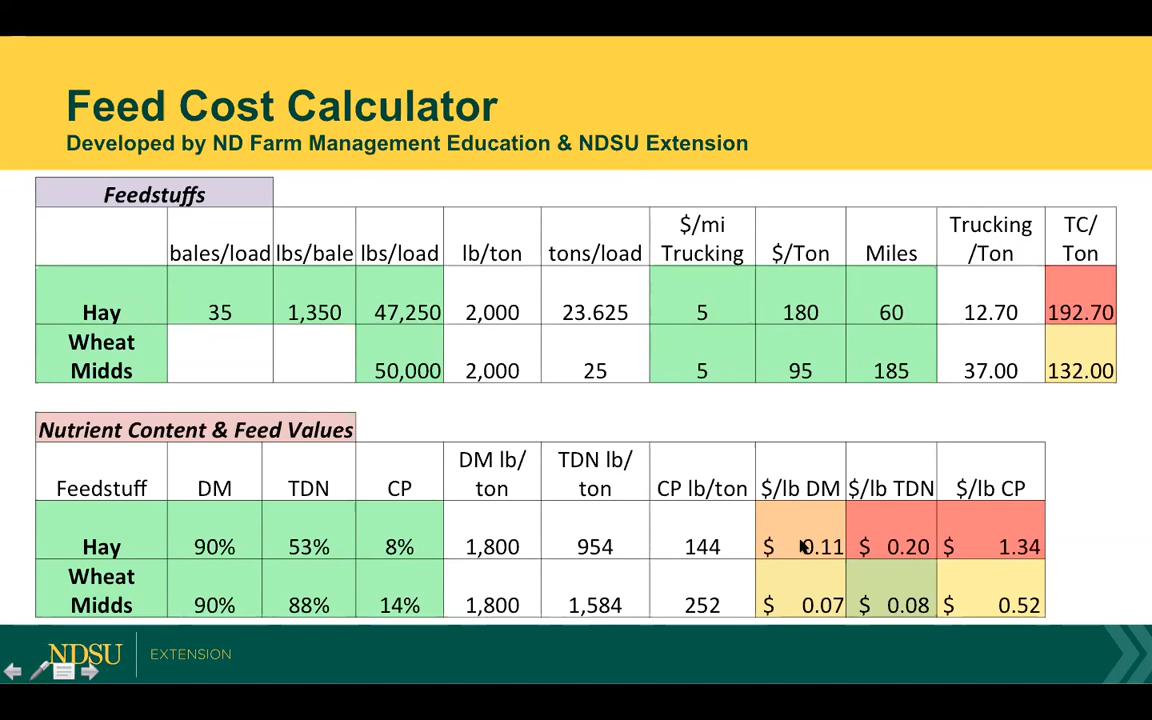 Feed Cost Calculator
Developed by ND Farm Management Education & NDSU Extension
Feedstuffs
bales/load lbs/bale lbs/load lb/ton tons/load $/mi Trucking $/Ton Miles Trucking /Ton TC/ Ton
Hay 35 1,350 47,250 2,000 23.625 5 180 60 12.70 192.70
Wheat Midds 50,000 2,000 25 5 95 185 37.00 132.00
Nutrient Content & Feed Values
Feedstuff DM TDN CP DM lb/ ton TDN lb/ ton CP lb/ton $/lb DM $/lb TDN $/lb CP
Hay 90% 53% 8% 1,800 954 144 $ 0.11 $ 0.20 $ 1.34
Wheat Midds 90% 88% 14% 1,800 1,584 252 $ 0.07 $ 0.08 $ 0.52
NDSU EXTENSION